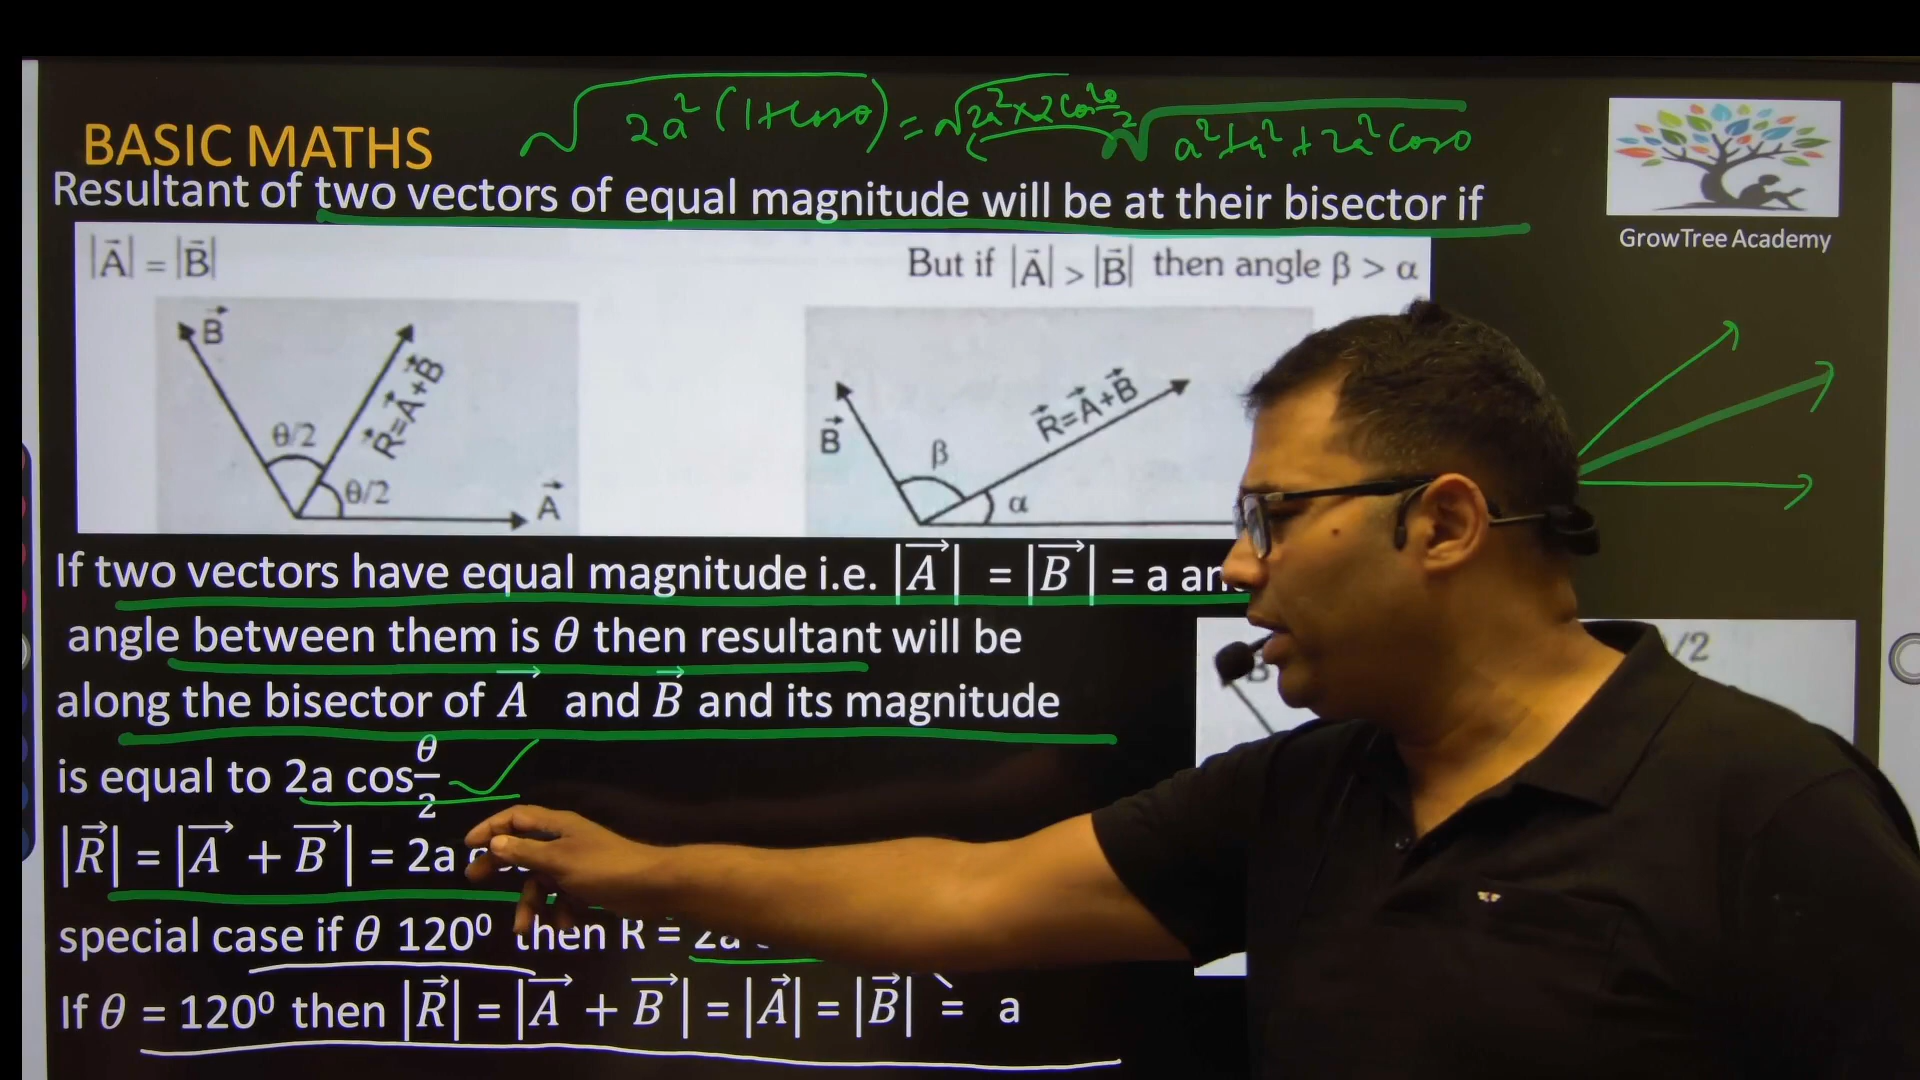 √2a²(1+cosθ) = √2a²×2cos²θ/2
√a²+a²+2a²cosθ
BASIC MATHS
Resultant of two vectors of equal magnitude will be at their bisector if
GrowTree Academy
|A⃗| = |B⃗|
But if |A⃗| > |B⃗| then angle β > α
B⃗
R⃗=A⃗+B⃗
θ/2
θ/2
A⃗
B⃗
R⃗=A⃗+B⃗
β
α
If two vectors have equal magnitude i.e. |A⃗| = |B⃗| = a
angle between them is θ then resultant will be
along the bisector of A⃗ and B⃗ and its magnitude
is equal to 2a cos θ/2
/2
B
|R⃗| = |A⃗ + B⃗| = 2a
special case if θ 120⁰ then R = 2a
If θ = 120⁰ then |R⃗| = |A⃗ + B⃗| = |A⃗| = |B⃗| = a